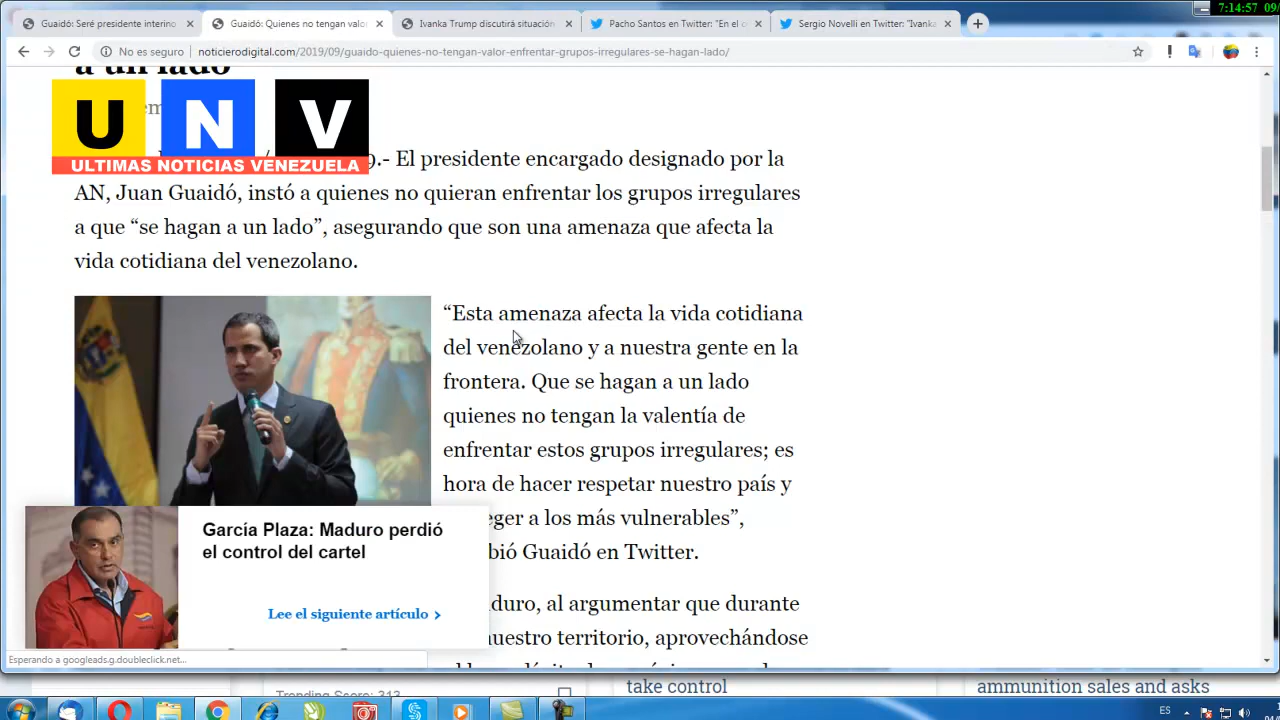 7:14:57 09/
Guaidó: Seré presidente interino
Guaidó: Quienes no tengan valo
Ivanka Trump disc
Pacho Santos en Twitter: "En el
Sergio Novelli en Twitter: "Ivank
No es seguro
noticierodigital.com/2019/09/guaido-quienes-no-tengan-valor-enfrentar-grupos-irregulares-se-hagan-lado/
a un lado
U N V
ULTIMAS NOTICIAS VENEZUELA
9.- El presidente encargado designado por la
AN, Juan Guaidó, instó a quienes no quieran enfrentar los grupos irregulares
a que “se hagan a un lado”, asegurando que son una amenaza que afecta la
vida cotidiana del venezolano.
“Esta amenaza afecta la vida cotidiana
del venezolano y a nuestra gente en la
frontera. Que se hagan a un lado
quienes no tengan la valentía de
enfrentar estos grupos irregulares; es
hora de hacer respetar nuestro país y
eger a los más vulnerables”,
bió Guaidó en Twitter.
duro, al argumentar que durante
nuestro territorio, aprovechándose
García Plaza: Maduro perdió
el control del cartel
Lee el siguiente artículo >
Esperando a googleads.g.doubleclick.net...
Trending Score: 313
take control
ammunition sales and asks
ES